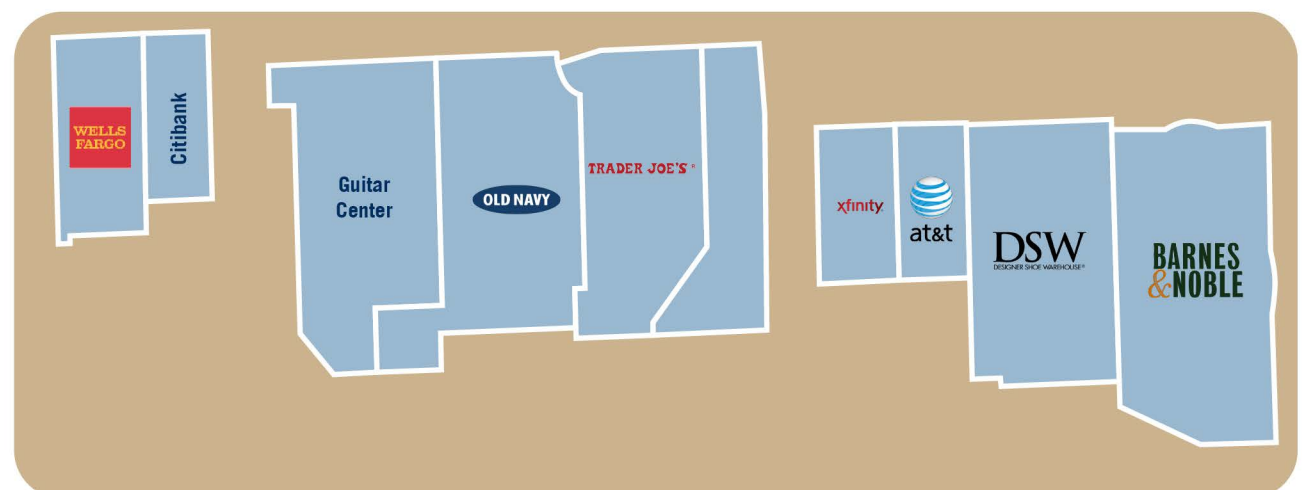 WELLS
FARGO
Citibank
Guitar
Center
OLD NAVY
TRADER JOE'S®
xfinity
at&t
DSW
DESIGNER SHOE WAREHOUSE®
BARNES
&NOBLE